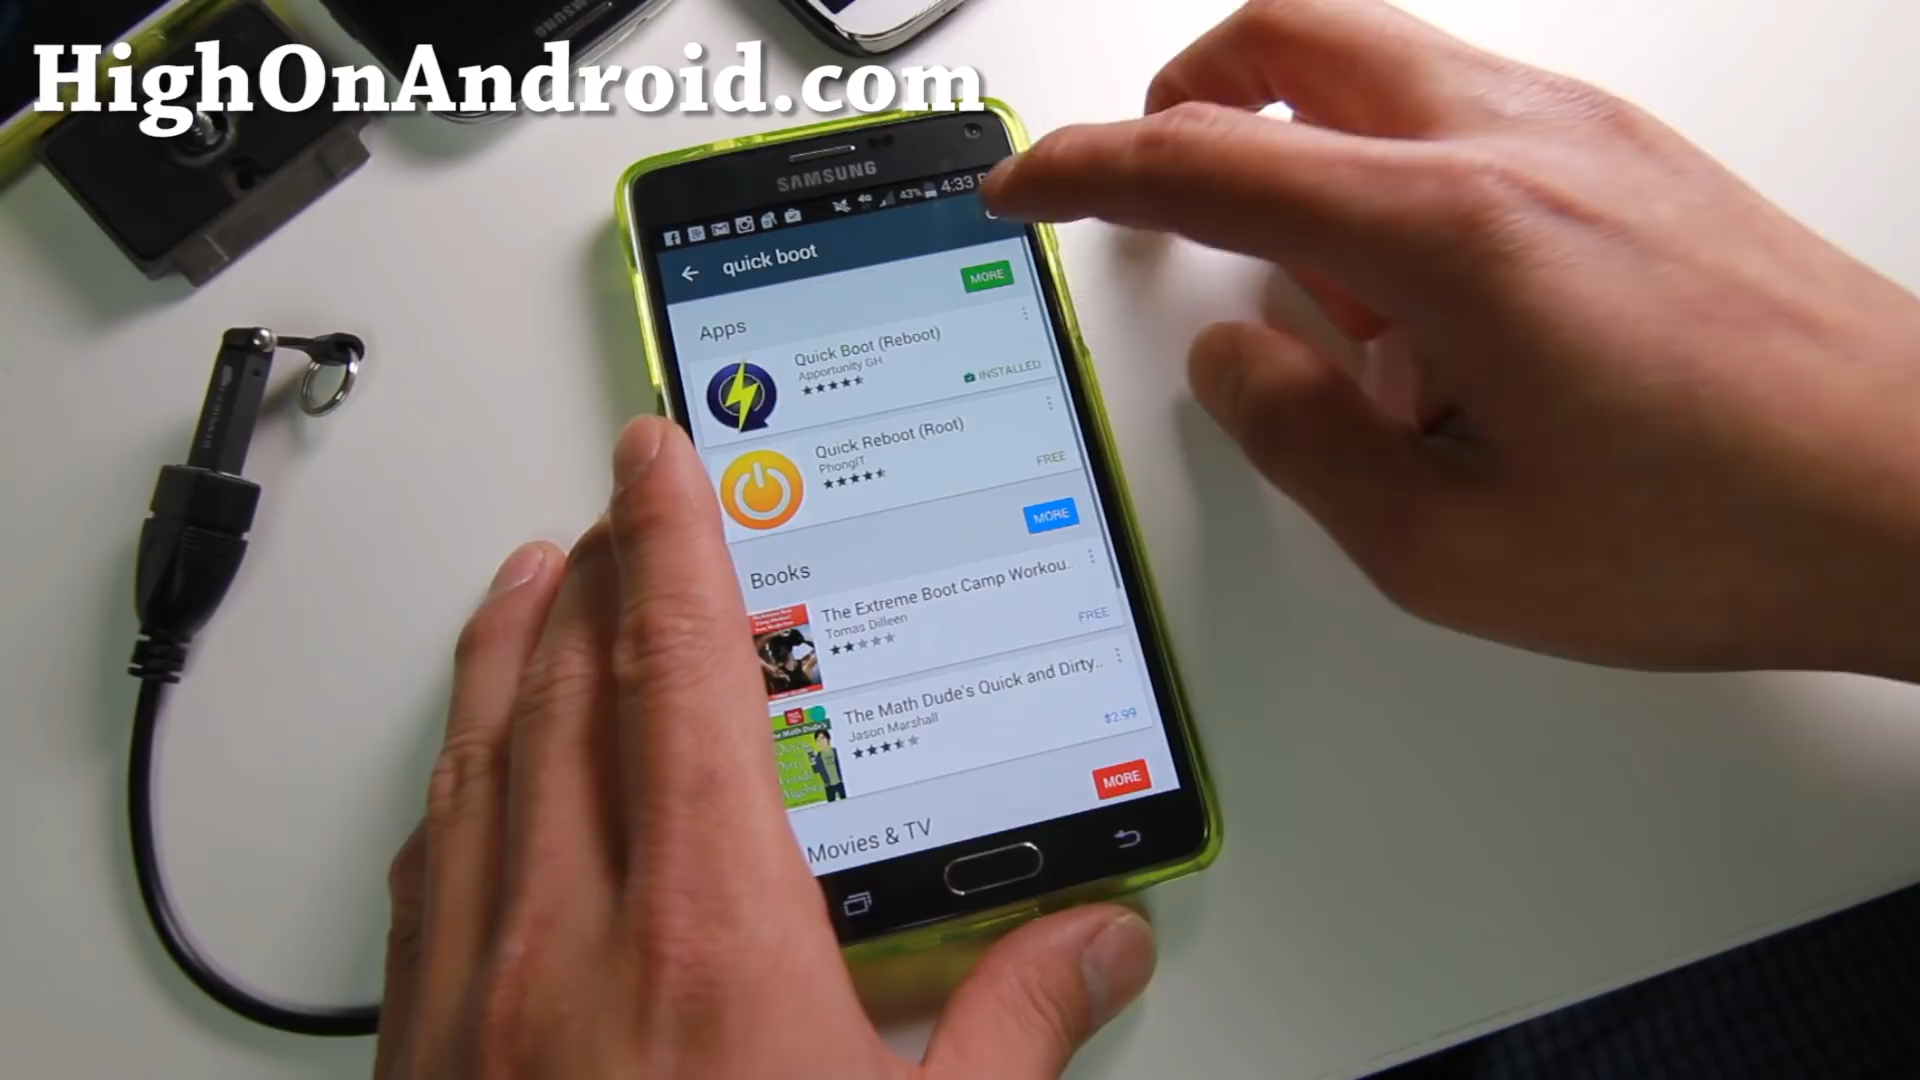 HighOnAndroid.com
SAMSUNG
SAMSUNG
43% 4:33
quick boot
MORE
Apps
Quick Boot (Reboot)
Apportunity GH
INSTALLED
Quick Reboot (Root)
PhongIT
FREE
MORE
Books
The Extreme Boot Camp Workou..
Tomas Dilleen
FREE
The Math Dude's Quick and Dirty..
Jason Marshall
$2.99
MORE
Movies & TV